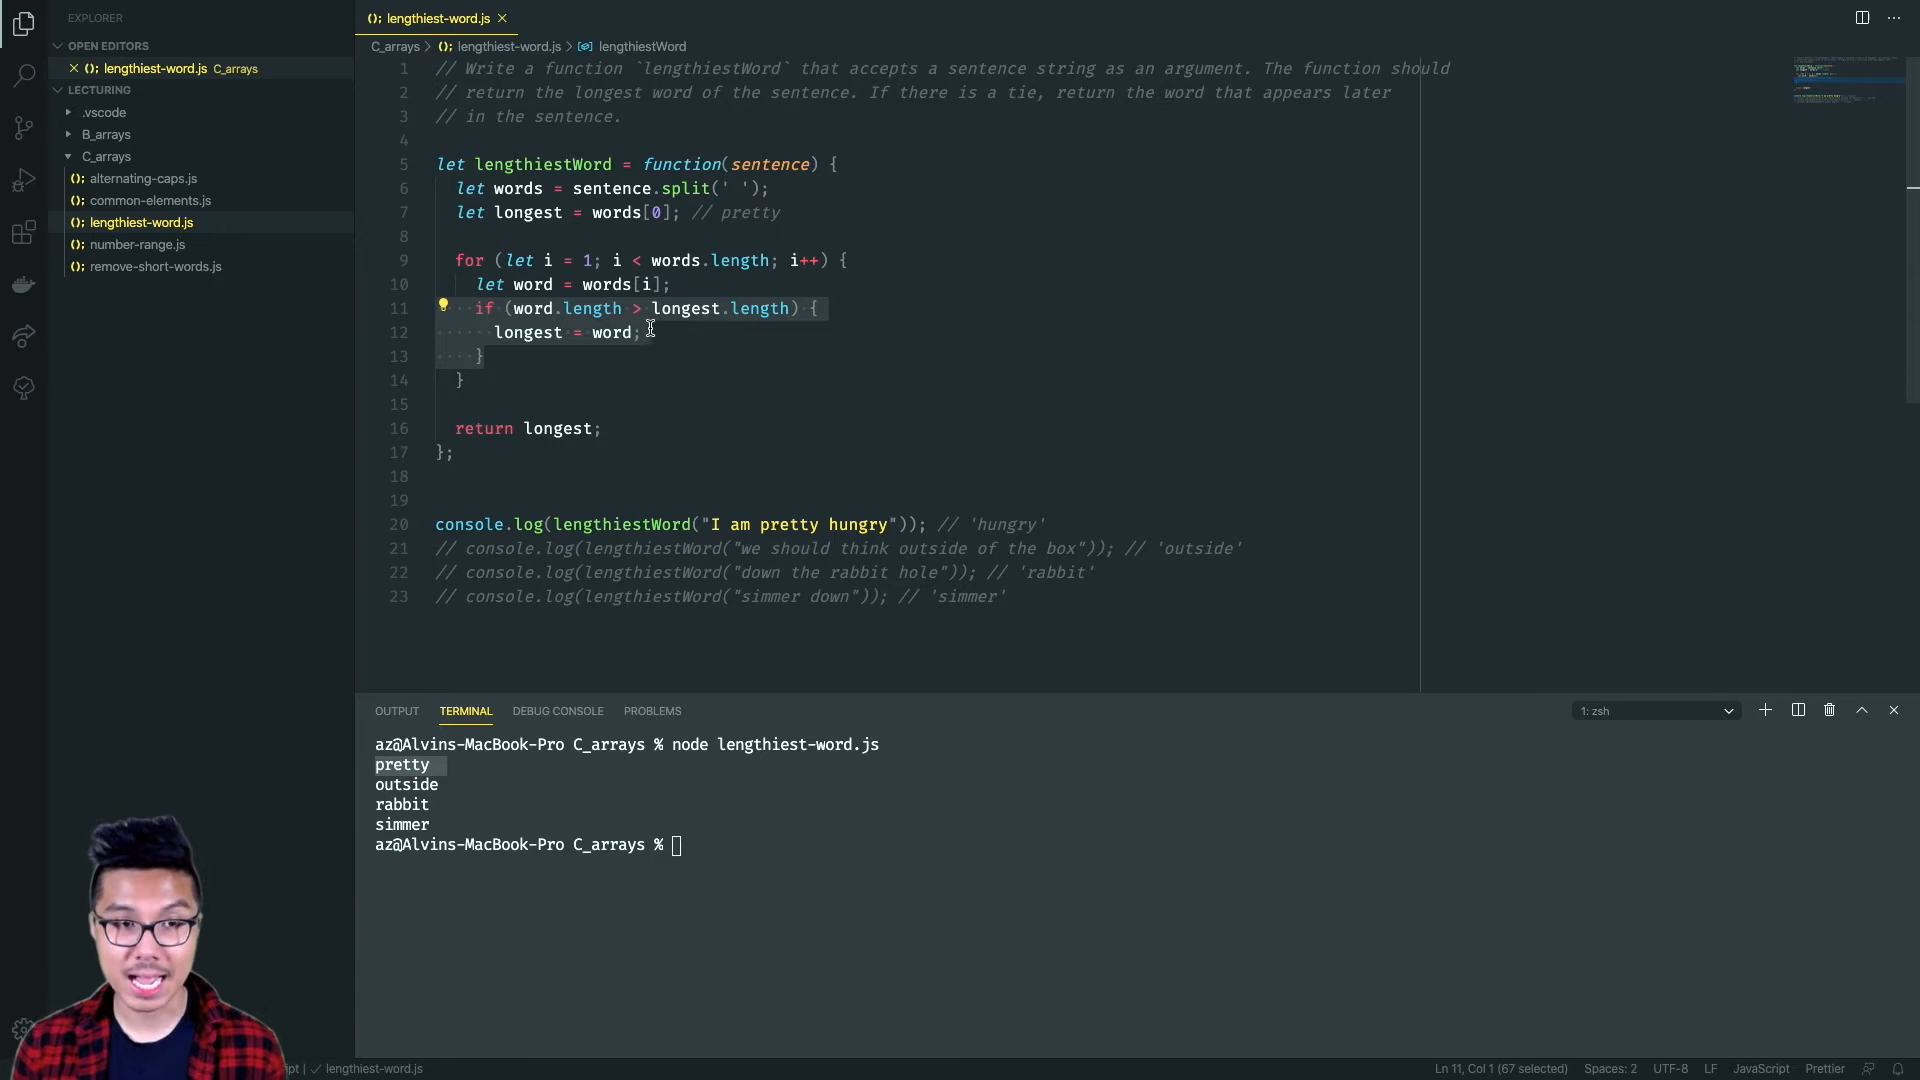 EXPLORER
OPEN EDITORS
(); lengthiest-word.js C_arrays
LECTURING
.vscode
B_arrays
C_arrays
(); alternating-caps.js
(); common-elements.js
(); lengthiest-word.js
(); number-range.js
(); remove-short-words.js
(); lengthiest-word.js
C_arrays > (); lengthiest-word.js > lengthiestWord
1 // Write a function `lengthiestWord` that accepts a sentence string as an argument. The function should
2 // return the longest word of the sentence. If there is a tie, return the word that appears later
3 // in the sentence.
4
5 let lengthiestWord = function(sentence) {
6 let words = sentence.split(' ');
7 let longest = words[0]; // pretty
8
9 for (let i = 1; i < words.length; i++) {
10 let word = words[i];
11 if (word.length > longest.length) {
12 longest = word;
13 }
14 }
15
16 return longest;
17 };
18
19
20 console.log(lengthiestWord("I am pretty hungry")); // 'hungry'
21 // console.log(lengthiestWord("we should think outside of the box")); // 'outside'
22 // console.log(lengthiestWord("down the rabbit hole")); // 'rabbit'
23 // console.log(lengthiestWord("simmer down")); // 'simmer'
OUTPUT TERMINAL DEBUG CONSOLE PROBLEMS 1: zsh
az@Alvins-MacBook-Pro C_arrays % node lengthiest-word.js
pretty
outside
rabbit
simmer
az@Alvins-MacBook-Pro C_arrays %
pt | ✓ lengthiest-word.js Ln 11, Col 1 (67 selected) Spaces: 2 UTF-8 LF JavaScript Prettier